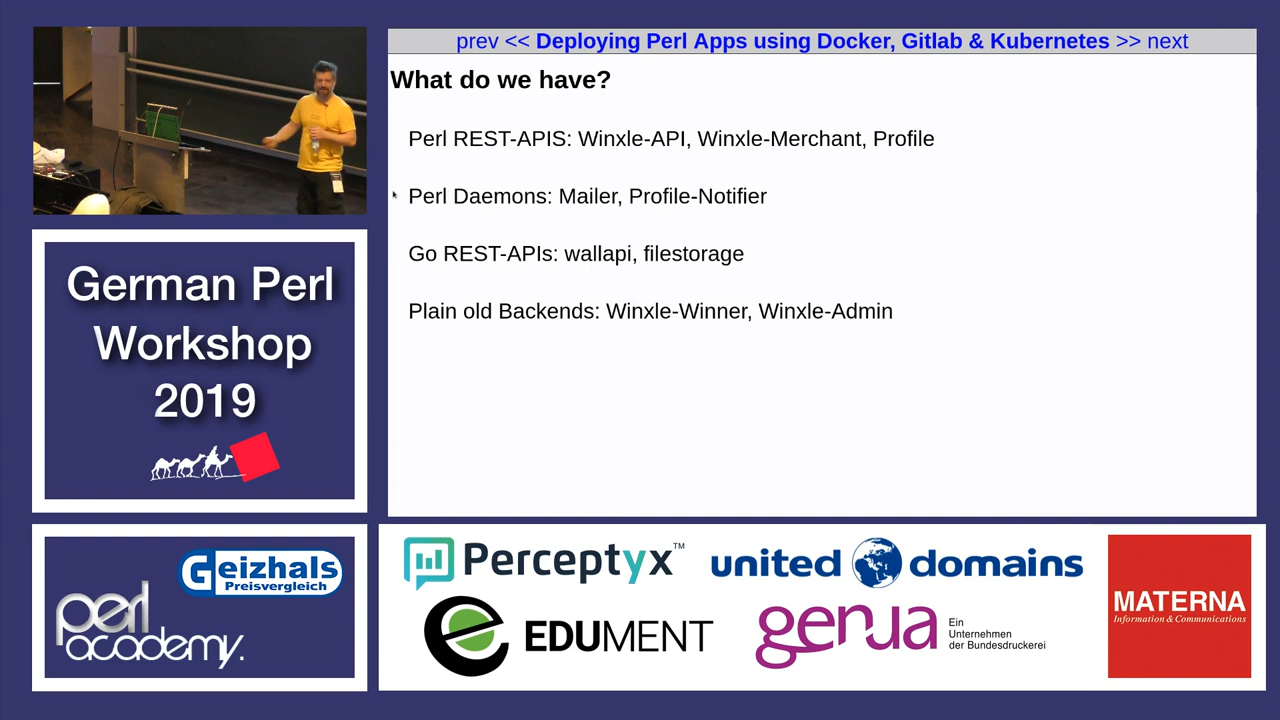 prev << Deploying Perl Apps using Docker, Gitlab & Kubernetes >> next
What do we have?
Perl REST-APIS: Winxle-API, Winxle-Merchant, Profile
Perl Daemons: Mailer, Profile-Notifier
Go REST-APIs: wallapi, filestorage
Plain old Backends: Winxle-Winner, Winxle-Admin
German Perl
Workshop
2019
Geizhals
Preisvergleich
perl
academy.
Perceptyx™
united domains
EDUMENT
genua
Ein
Unternehmen
der Bundesdruckerei
MATERNA
Information & Communications